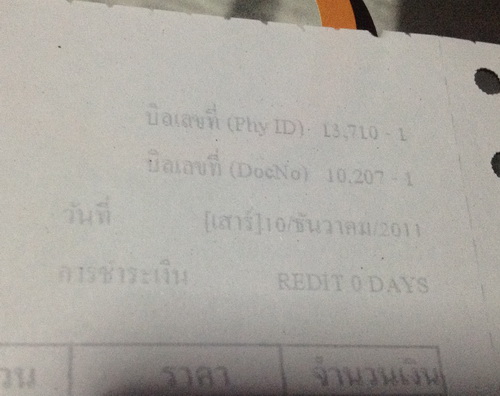 บิลเลขที่ (Phy ID) 13,710 - 1
บิลเลขที่ (DocNo) 10,207 - 1
วันที่ [เสาร์]10/ธันวาคม/2011
การชำระเงิน REDIT 0 DAYS
วน ราคา จำนวนเงิน